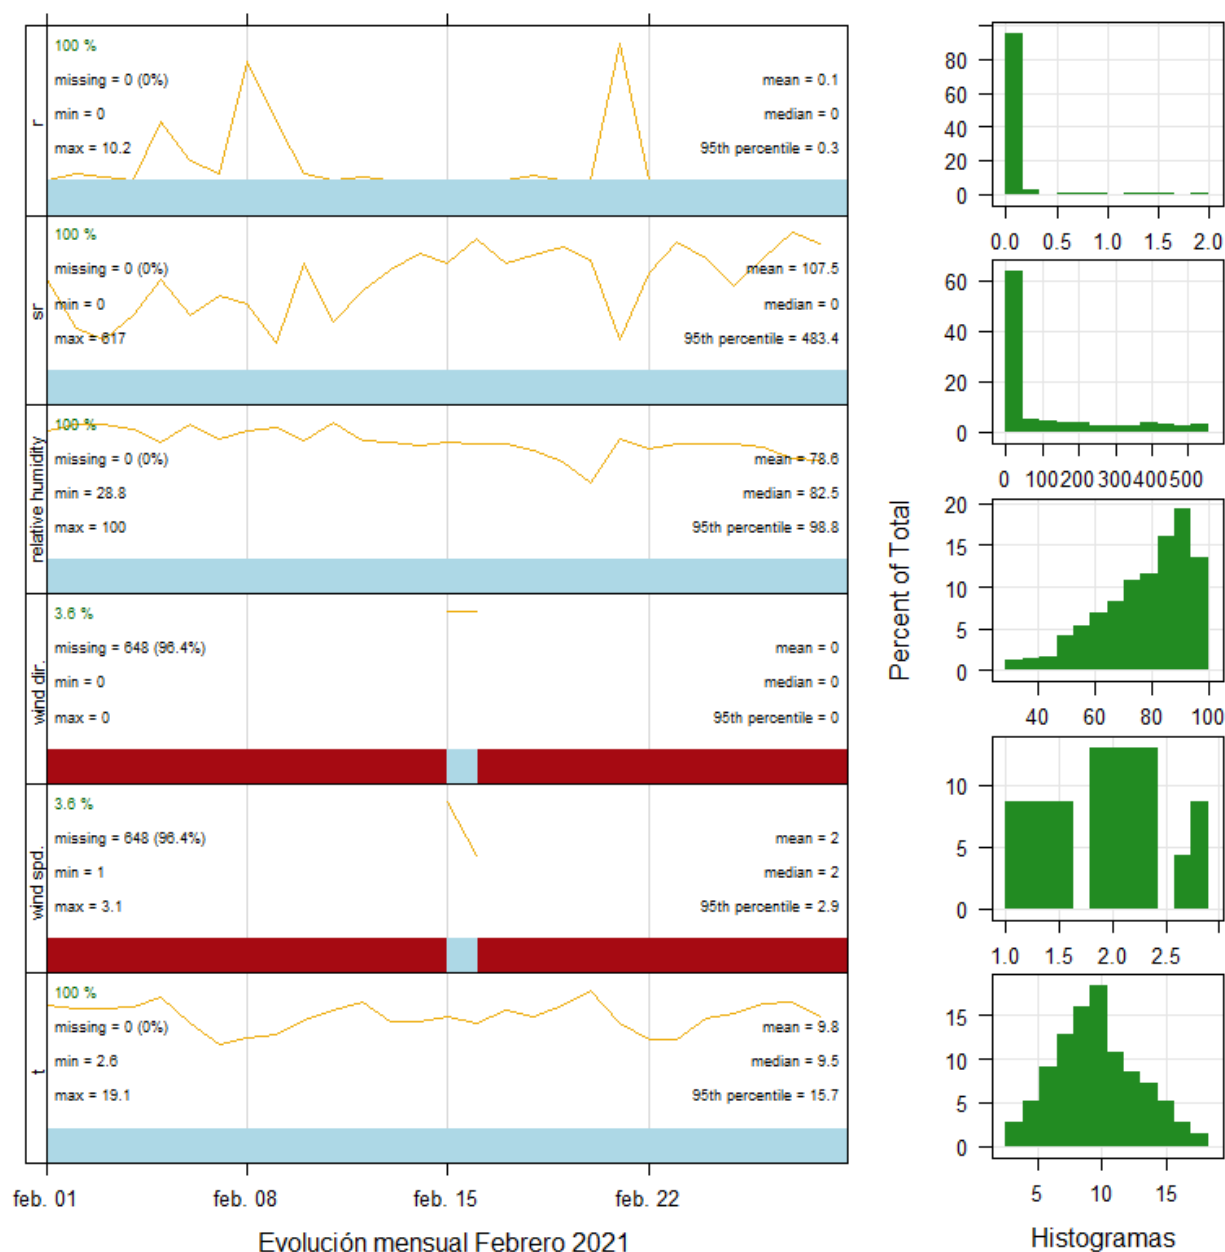 r
100 %
missing = 0 (0%)
min = 0
max = 10.2
mean = 0.1
median = 0
95th percentile = 0.3
sr
100 %
missing = 0 (0%)
min = 0
max = 617
mean = 107.5
median = 0
95th percentile = 483.4
relative humidity
100 %
missing = 0 (0%)
min = 28.8
max = 100
mean = 78.6
median = 82.5
95th percentile = 98.8
wind dir.
3.6 %
missing = 648 (96.4%)
min = 0
max = 0
mean = 0
median = 0
95th percentile = 0
wind spd.
3.6 %
missing = 648 (96.4%)
min = 1
max = 3.1
mean = 2
median = 2
95th percentile = 2.9
t
100 %
missing = 0 (0%)
min = 2.6
max = 19.1
mean = 9.8
median = 9.5
95th percentile = 15.7
feb. 01 feb. 08 feb. 15 feb. 22
Evolución mensual Febrero 2021
Percent of Total
80
60
40
20
0
0.0 0.5 1.0 1.5 2.0
60
40
20
0
0 100 200 300 400 500
20
15
10
5
0
40 60 80 100
10
5
0
1.0 1.5 2.0 2.5
15
10
5
0
5 10 15
Histogramas